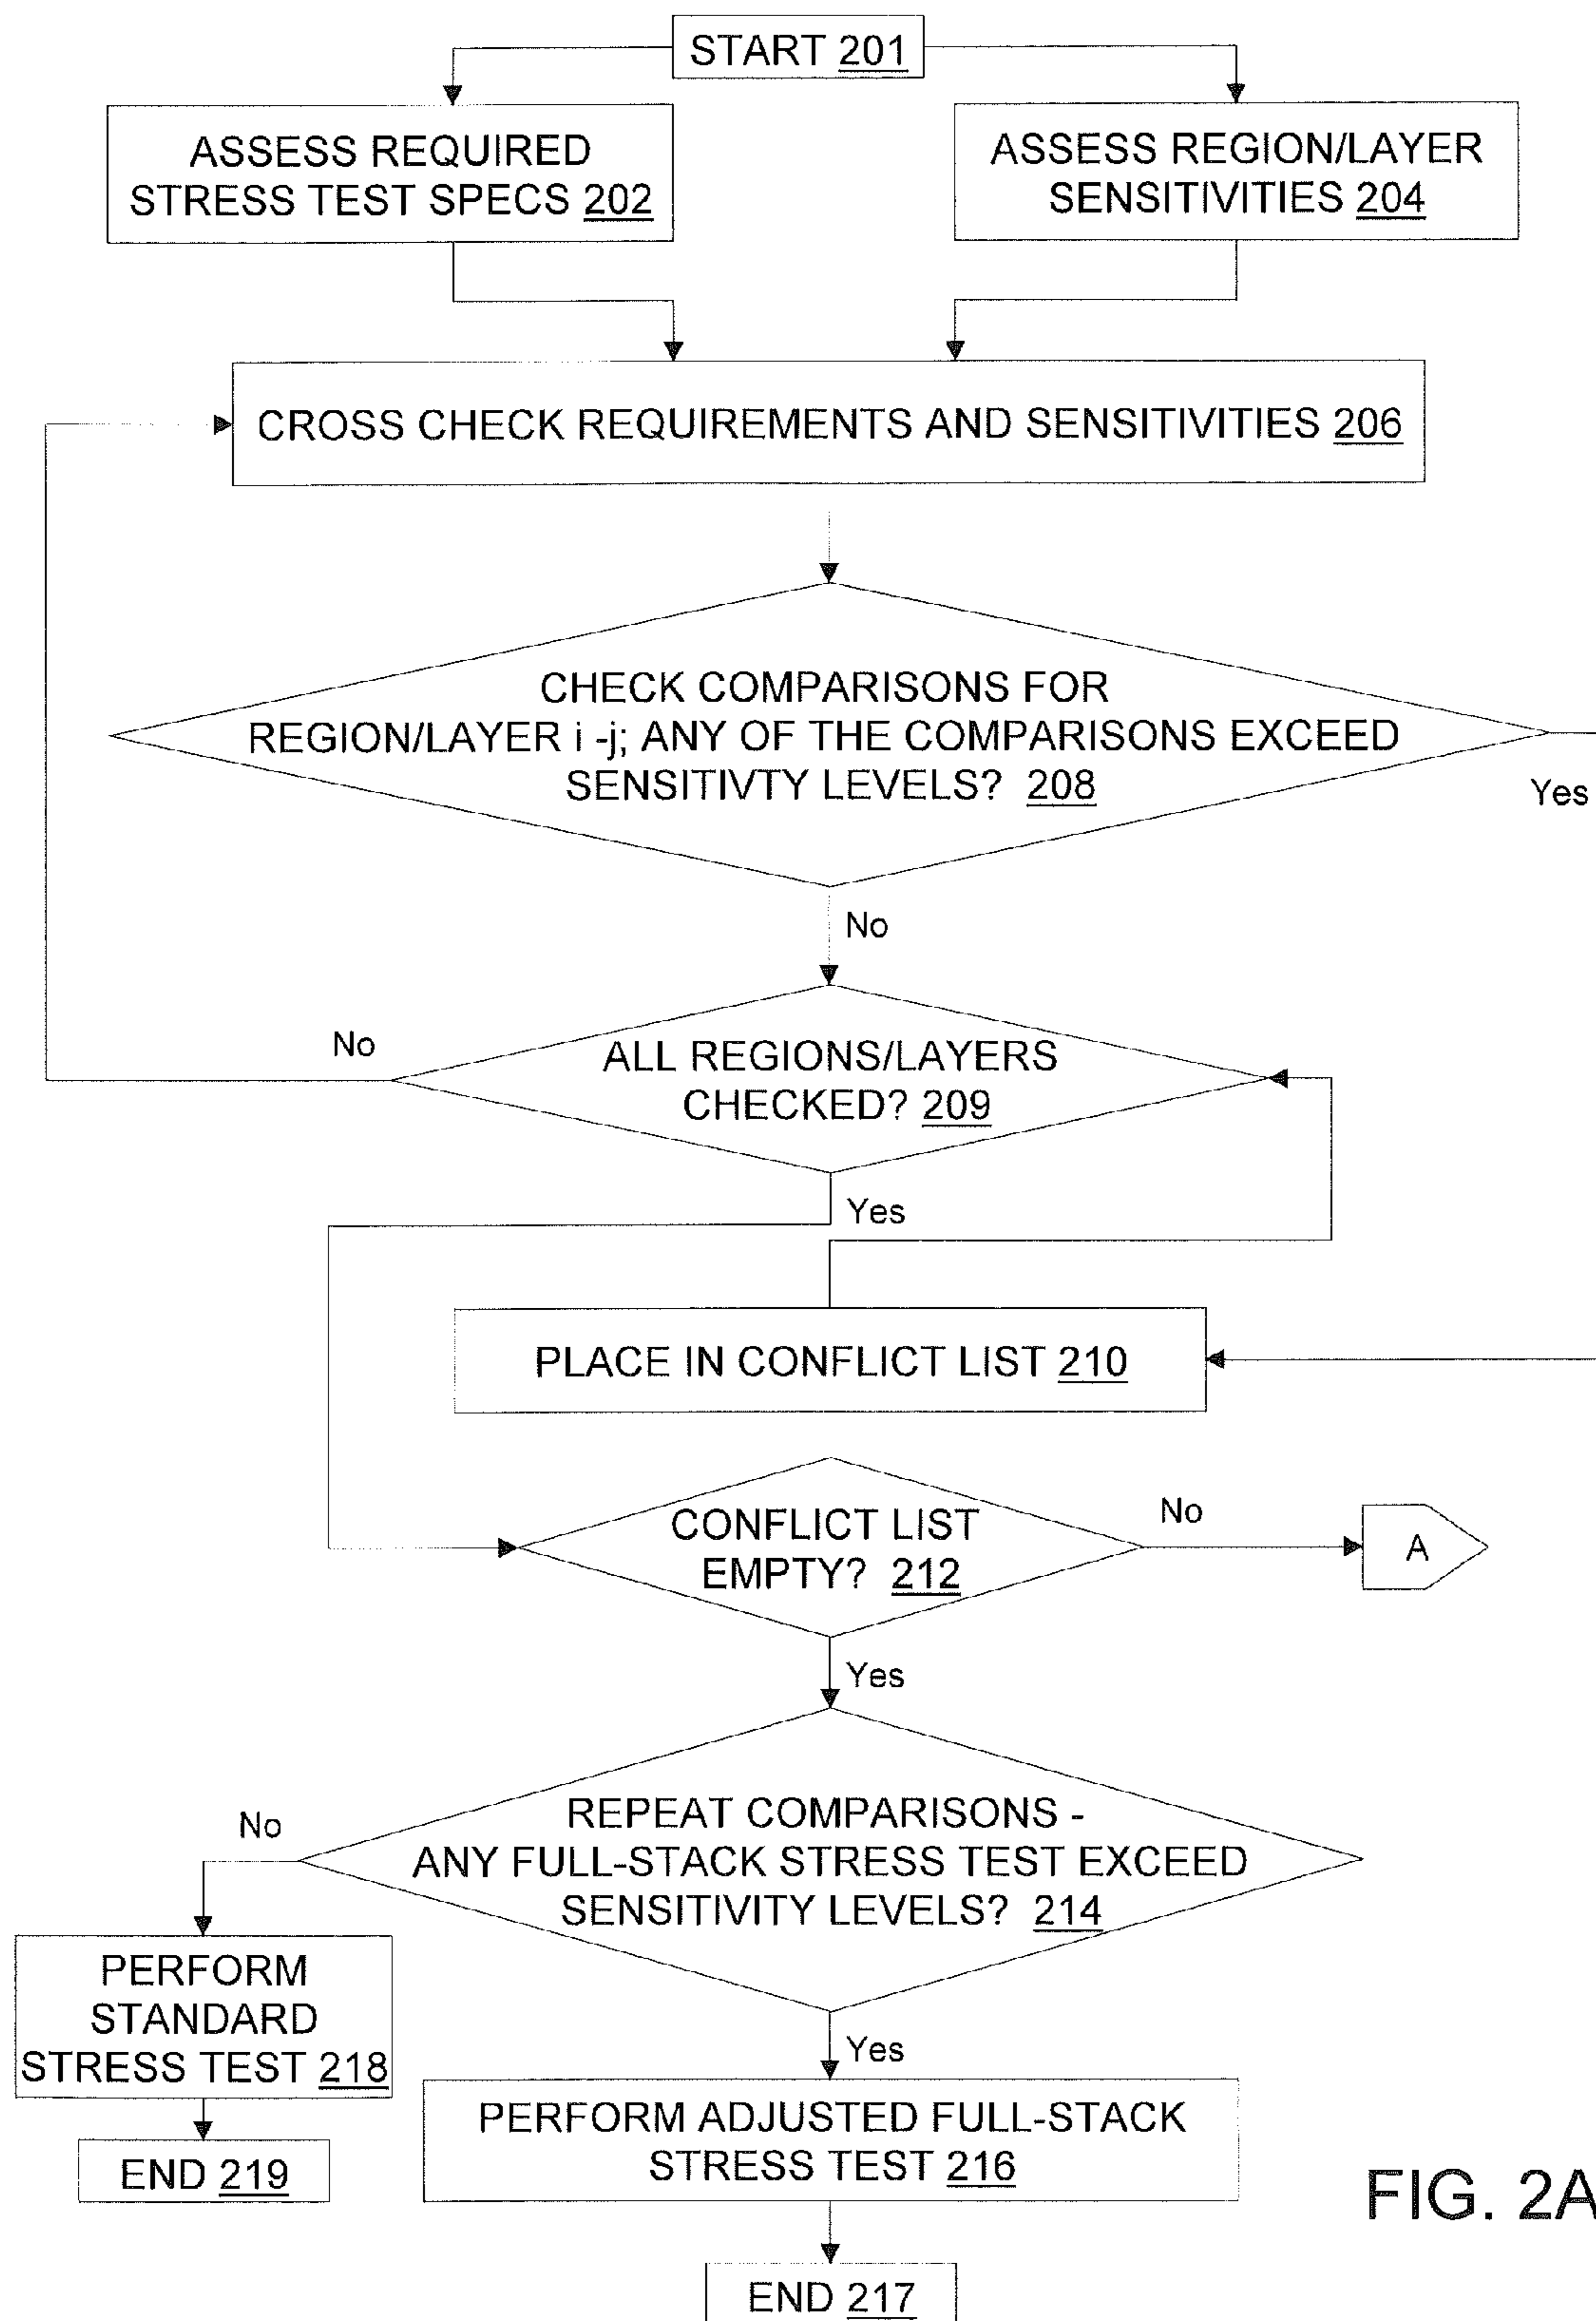 START 201
ASSESS REQUIRED
STRESS TEST SPECS 202
ASSESS REGION/LAYER
SENSITIVITIES 204
CROSS CHECK REQUIREMENTS AND SENSITIVITIES 206
CHECK COMPARISONS FOR
REGION/LAYER i -j; ANY OF THE COMPARISONS EXCEED
SENSITIVTY LEVELS? 208
Yes
No
No
ALL REGIONS/LAYERS
CHECKED? 209
Yes
PLACE IN CONFLICT LIST 210
CONFLICT LIST
EMPTY? 212
No
A
Yes
No
REPEAT COMPARISONS -
ANY FULL-STACK STRESS TEST EXCEED
SENSITIVITY LEVELS? 214
PERFORM
STANDARD
STRESS TEST 218
Yes
PERFORM ADJUSTED FULL-STACK
STRESS TEST 216
END 219
END 217
FIG. 2A